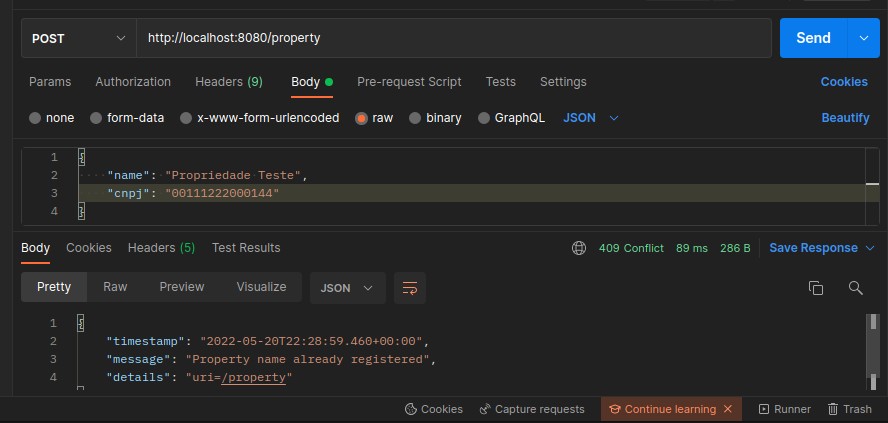 POST http://localhost:8080/property Send
Params Authorization Headers (9) Body Pre-request Script Tests Settings Cookies
none form-data x-www-form-urlencoded raw binary GraphQL JSON Beautify
1 {
2 "name": "Propriedade Teste",
3 "cnpj": "00111222000144"
4 }
Body Cookies Headers (5) Test Results 409 Conflict 89 ms 286 B Save Response
Pretty Raw Preview Visualize JSON
1 {
2 "timestamp": "2022-05-20T22:28:59.460+00:00",
3 "message": "Property name already registered",
4 "details": "uri=/property"
Cookies Capture requests Continue learning Runner Trash